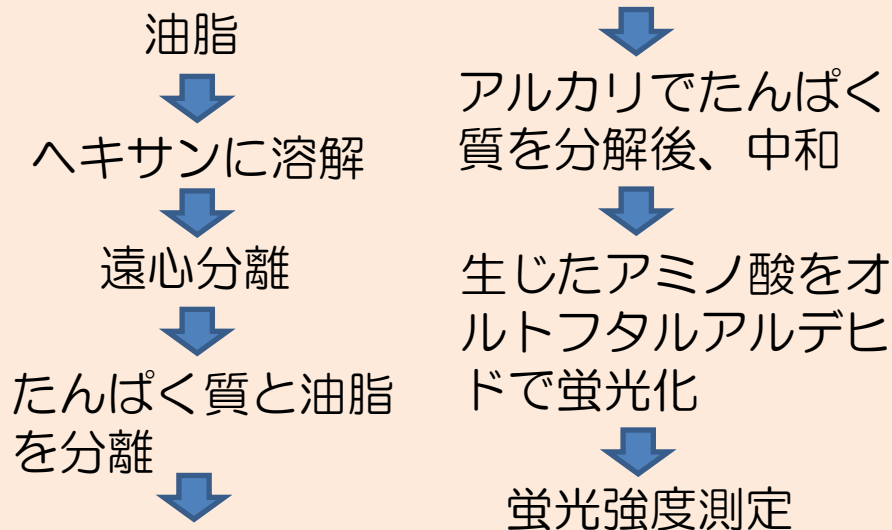 油脂
ヘキサンに溶解
遠心分離
たんぱく質と油脂
を分離
アルカリでたんぱく
質を分解後、中和
生じたアミノ酸をオ
ルトフタルアルデヒ
ドで蛍光化
蛍光強度測定